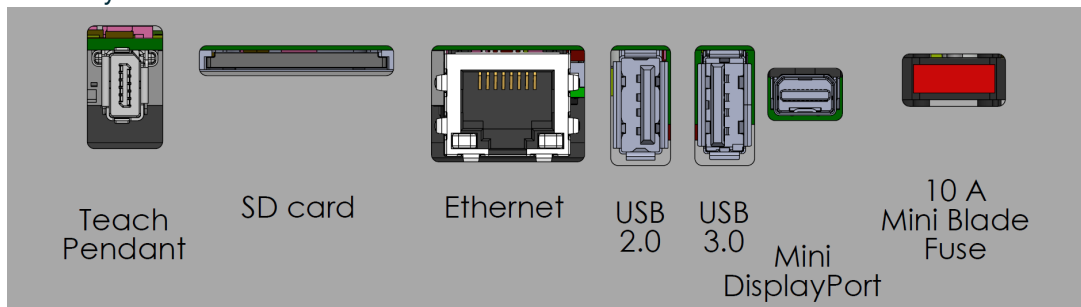 Teach
Pendant
SD card
Ethernet
USB
2.0
USB
3.0
Mini
DisplayPort
10 A
Mini Blade
Fuse